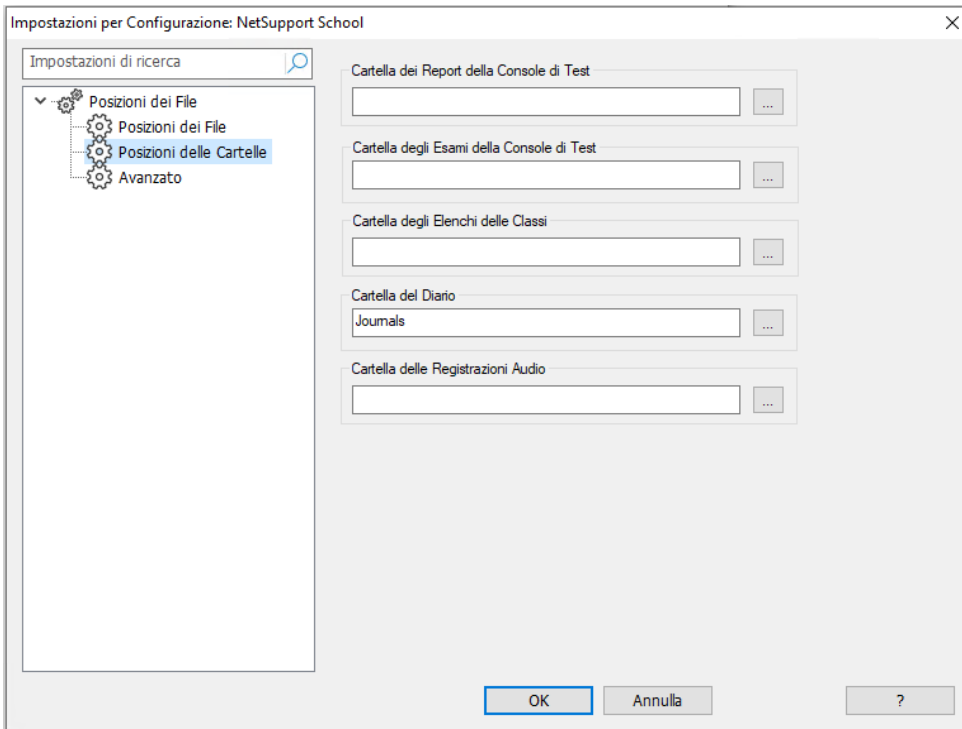 Impostazioni per Configurazione: NetSupport School
Impostazioni di ricerca
Posizioni dei File
Posizioni dei File
Posizioni delle Cartelle
Avanzato
Cartella dei Report della Console di Test
...
Cartella degli Esami della Console di Test
...
Cartella degli Elenchi delle Classi
...
Cartella del Diario
Journals
...
Cartella delle Registrazioni Audio
...
OK
Annulla
?